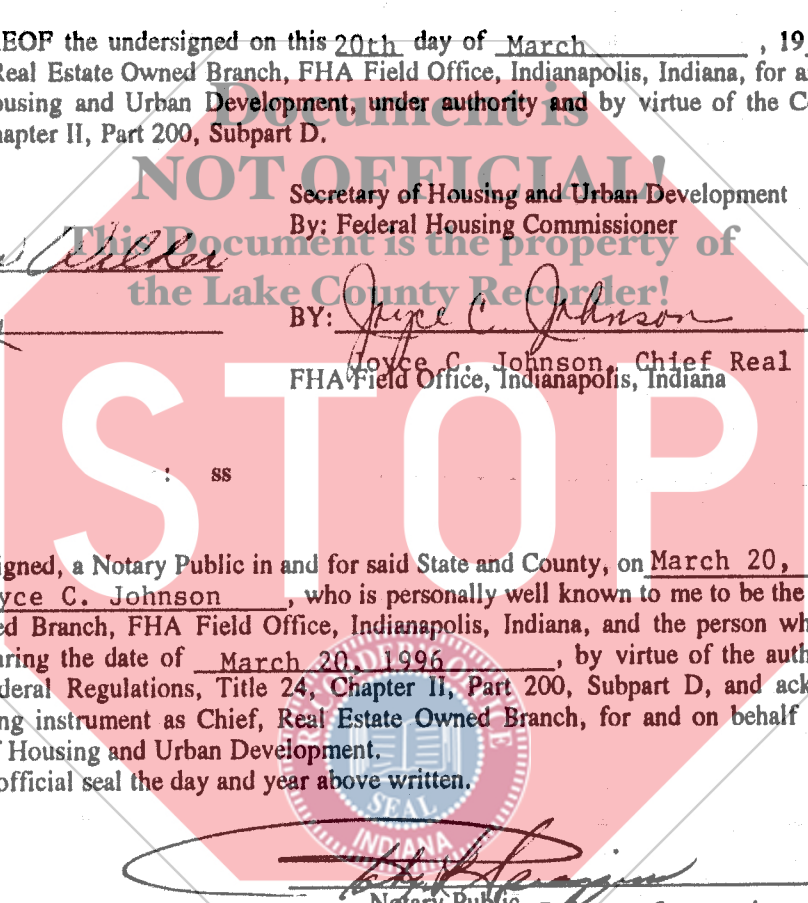 EOF the undersigned on this 20th day of March , 19
Real Estate Owned Branch, FHA Field Office, Indianapolis, Indiana, for a
ousing and Urban Development, under authority and by virtue of the C
hapter II, Part 200, Subpart D.
Document is
NOT OFFICIAL!
This Document is the property of
the Lake County Recorder!
STOP
Secretary of Housing and Urban Development
By: Federal Housing Commissioner
Wilder
BY: Joyce C. Johnson
Joyce C. Johnson, Chief Real
FHA Field Office, Indianapolis, Indiana
: ss
igned, a Notary Public in and for said State and County, on March 20,
yce C. Johnson , who is personally well known to me to be the
ed Branch, FHA Field Office, Indianapolis, Indiana, and the person wh
aring the date of March 20, 1996 , by virtue of the auth
deral Regulations, Title 24, Chapter II, Part 200, Subpart D, and ack
ng instrument as Chief, Real Estate Owned Branch, for and on behalf
f Housing and Urban Development.
official seal the day and year above written.
SEAL
INDIANA
Notary Public